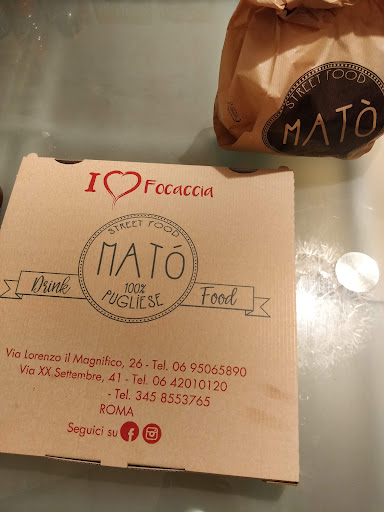 STREET FOOD
MATÒ
I Focaccia
STREET FOOD
MATÓ
100%
PUGLIESE
Drink Food
Via Lorenzo il Magnifico, 26 - Tel. 06 95065890
Via XX Settembre, 41 - Tel. 06 42010120
- Tel. 345 8553765
ROMA
Seguici su